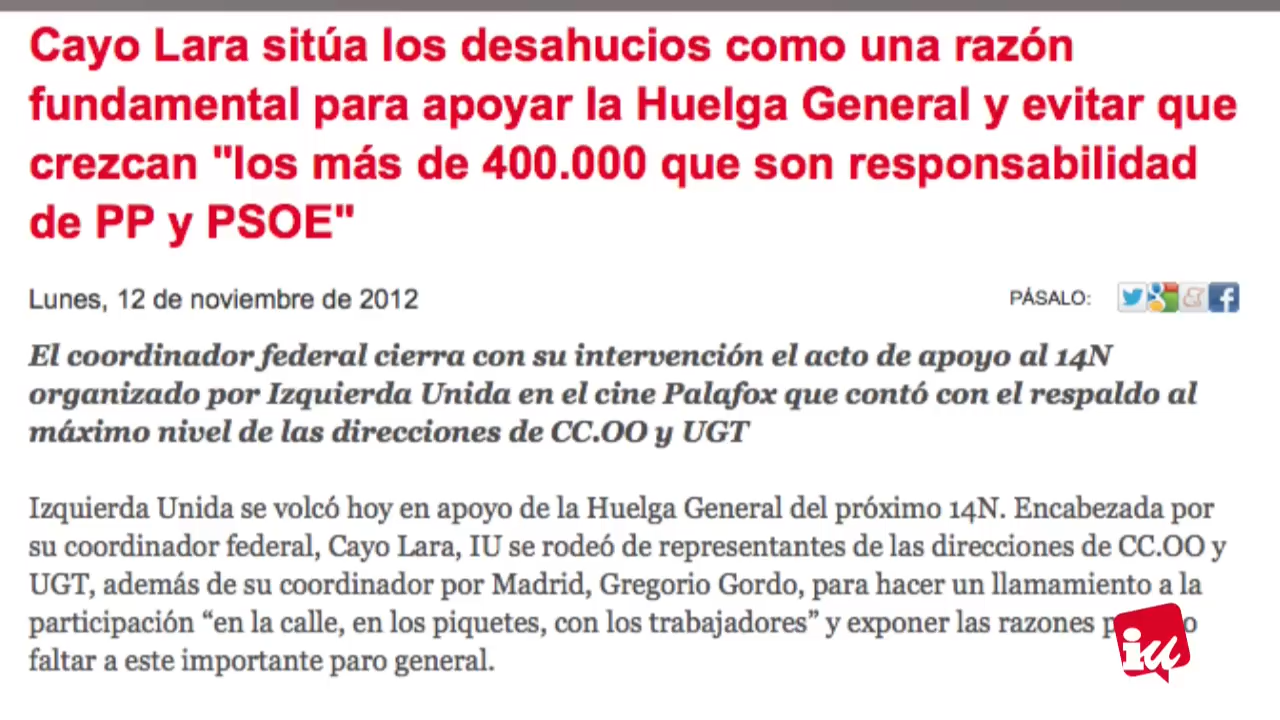 Cayo Lara sitúa los desahucios como una razón
fundamental para apoyar la Huelga General y evitar que
crezcan "los más de 400.000 que son responsabilidad
de PP y PSOE"
Lunes, 12 de noviembre de 2012
PÁSALO:
El coordinador federal cierra con su intervención el acto de apoyo al 14N
organizado por Izquierda Unida en el cine Palafox que contó con el respaldo al
máximo nivel de las direcciones de CC.OO y UGT
Izquierda Unida se volcó hoy en apoyo de la Huelga General del próximo 14N. Encabezada por
su coordinador federal, Cayo Lara, IU se rodeó de representantes de las direcciones de CC.OO y
UGT, además de su coordinador por Madrid, Gregorio Gordo, para hacer un llamamiento a la
participación “en la calle, en los piquetes, con los trabajadores” y exponer las razones
faltar a este importante paro general.
iu